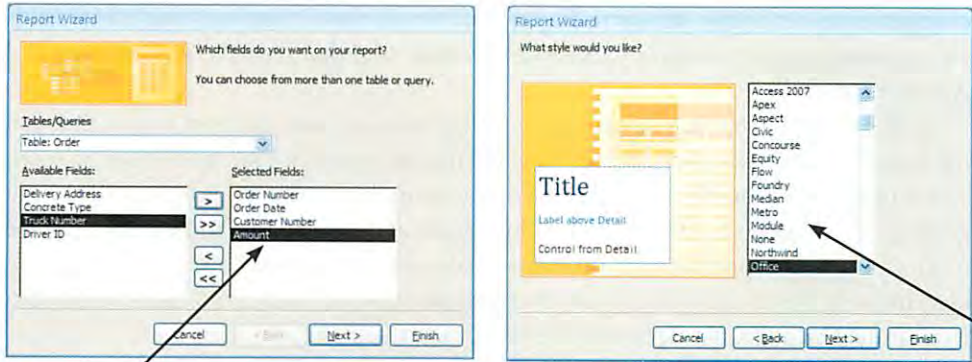 Report Wizard
Which fields do you want on your report?
You can choose from more than one table or query.
Tables/Queries
Table: Order
Available Fields:
Selected Fields:
Delivery Address
Concrete Type
Truck Number
Driver ID
>
>>
<
<<
Order Number
Order Date
Customer Number
Amount
Cancel
< Back
Next >
Finish
Report Wizard
What style would you like?
Title
Label above Detail
Control from Detail
Access 2007
Apex
Aspect
Civic
Concourse
Equity
Flow
Foundry
Median
Metro
Module
None
Northwind
Office
Cancel
< Back
Next >
Finish